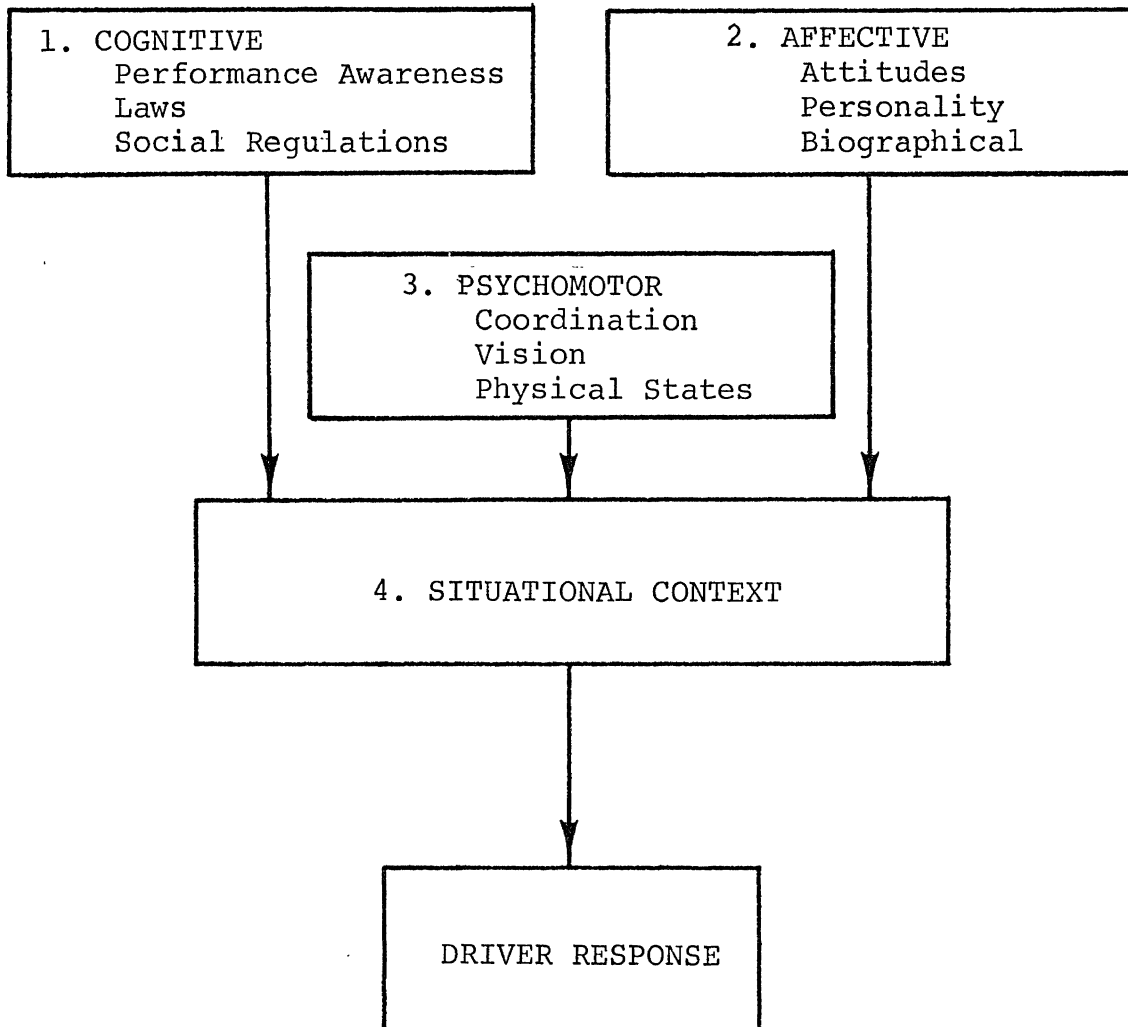 1. COGNITIVE
Performance Awareness
Laws
Social Regulations
2. AFFECTIVE
Attitudes
Personality
Biographical
3. PSYCHOMOTOR
Coordination
Vision
Physical States
4. SITUATIONAL CONTEXT
DRIVER RESPONSE